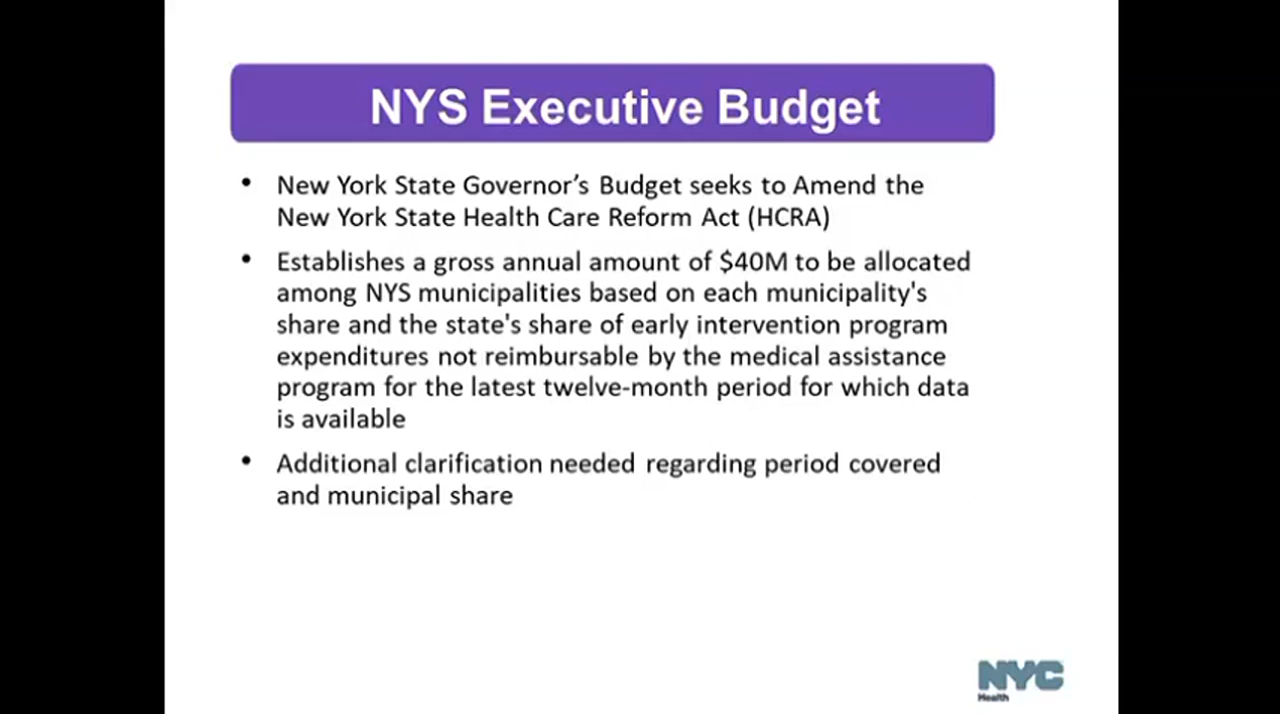 NYS Executive Budget
• New York State Governor’s Budget seeks to Amend the
New York State Health Care Reform Act (HCRA)
• Establishes a gross annual amount of $40M to be allocated
among NYS municipalities based on each municipality's
share and the state's share of early intervention program
expenditures not reimbursable by the medical assistance
program for the latest twelve-month period for which data
is available
• Additional clarification needed regarding period covered
and municipal share
NYC
Health